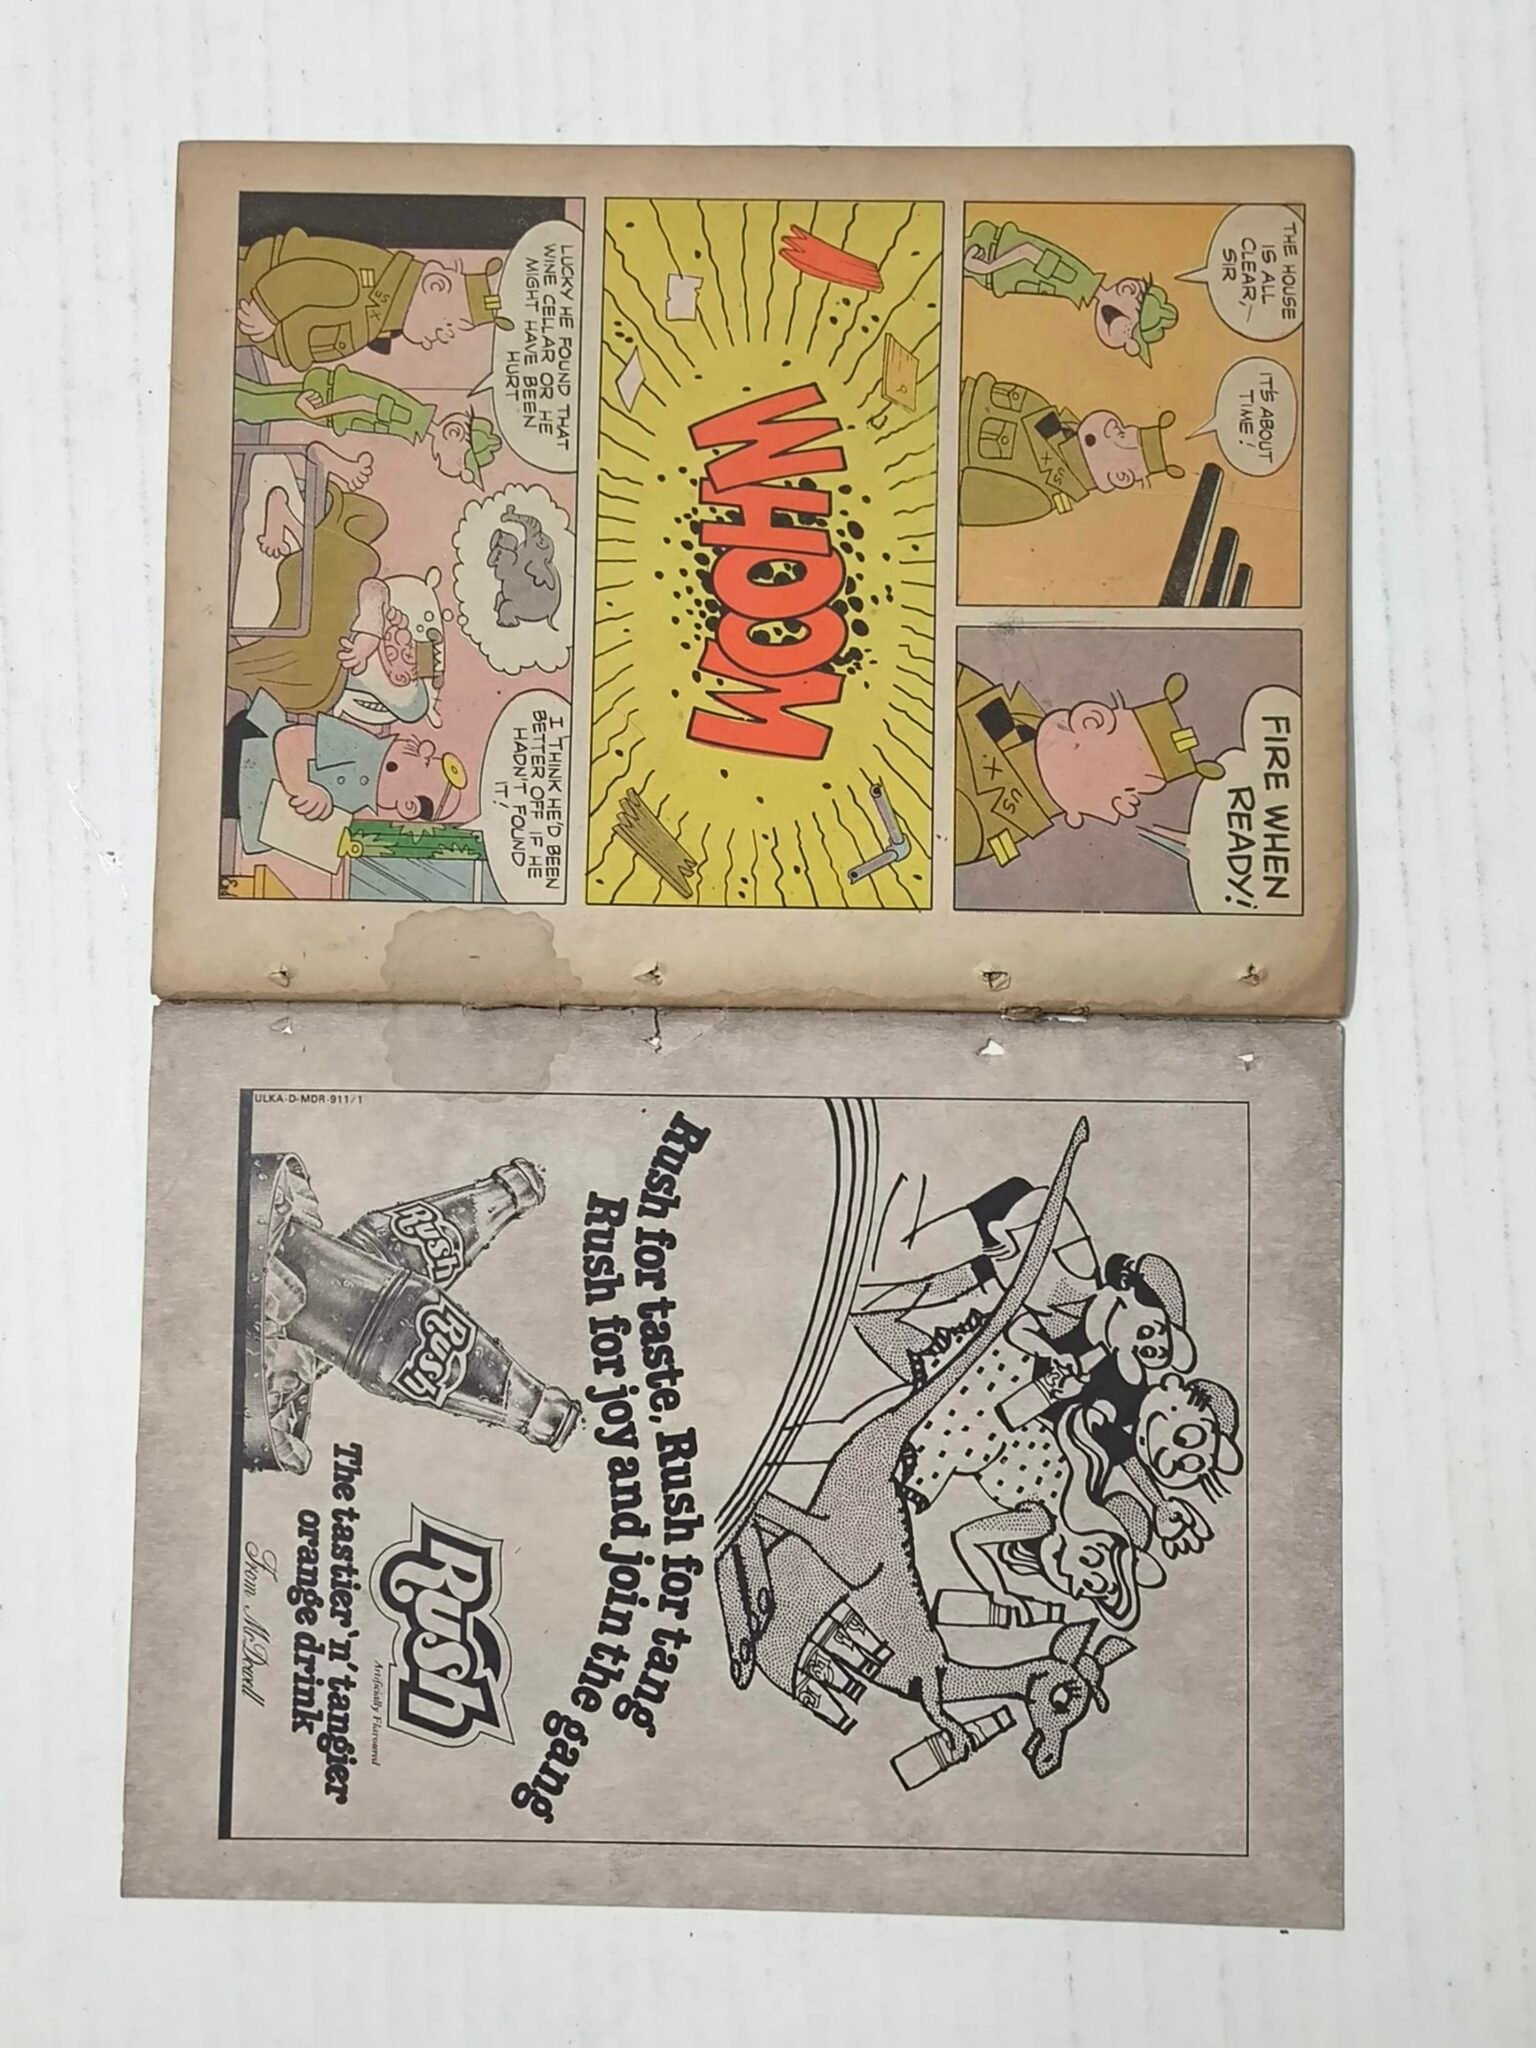 THE HOUSE
IS ALL
CLEAR,
SIR
IT'S ABOUT
TIME!
FIRE WHEN
READY!
WHOOM
LUCKY HE FOUND THAT
WINE CELLAR OR HE
MIGHT HAVE BEEN
HURT
I THINK HE'D BEEN
BETTER OFF IF HE
HADN'T FOUND
IT!
Rush for taste, Rush for tang
Rush for joy and join the gang
Rush
Rush
Rush
Artificially Flavoured
The tastier 'n' tangier
orange drink
From McDowell
ULKA-D-MDR-911/1